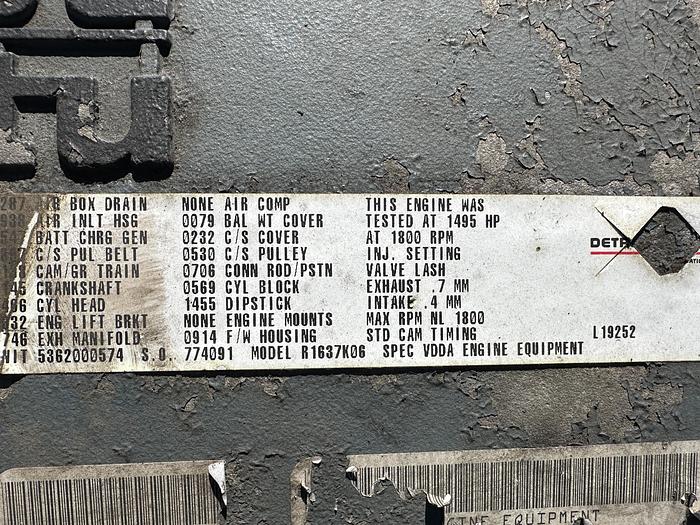 BOX DRAIN NONE AIR COMP THIS ENGINE WAS
AIR INLT HSG 0079 BAL WT COVER TESTED AT 1495 HP
BATT CHRG GEN 0232 C/S COVER AT 1800 RPM
C/S PUL BELT 0530 C/S PULLEY INJ. SETTING
CAM/GR TRAIN 0706 CONN ROD/PSTN VALVE LASH
CRANKSHAFT 0569 CYL BLOCK EXHAUST .7 MM
CYL HEAD 1455 DIPSTICK INTAKE .4 MM
ENG LIFT BRKT NONE ENGINE MOUNTS MAX RPM NL 1800
746 EXH MANIFOLD 0914 F/W HOUSING STD CAM TIMING L19252
5362000574 S.O. 774091 MODEL R1637K06 SPEC VDDA ENGINE EQUIPMENT
EQUIPMENT